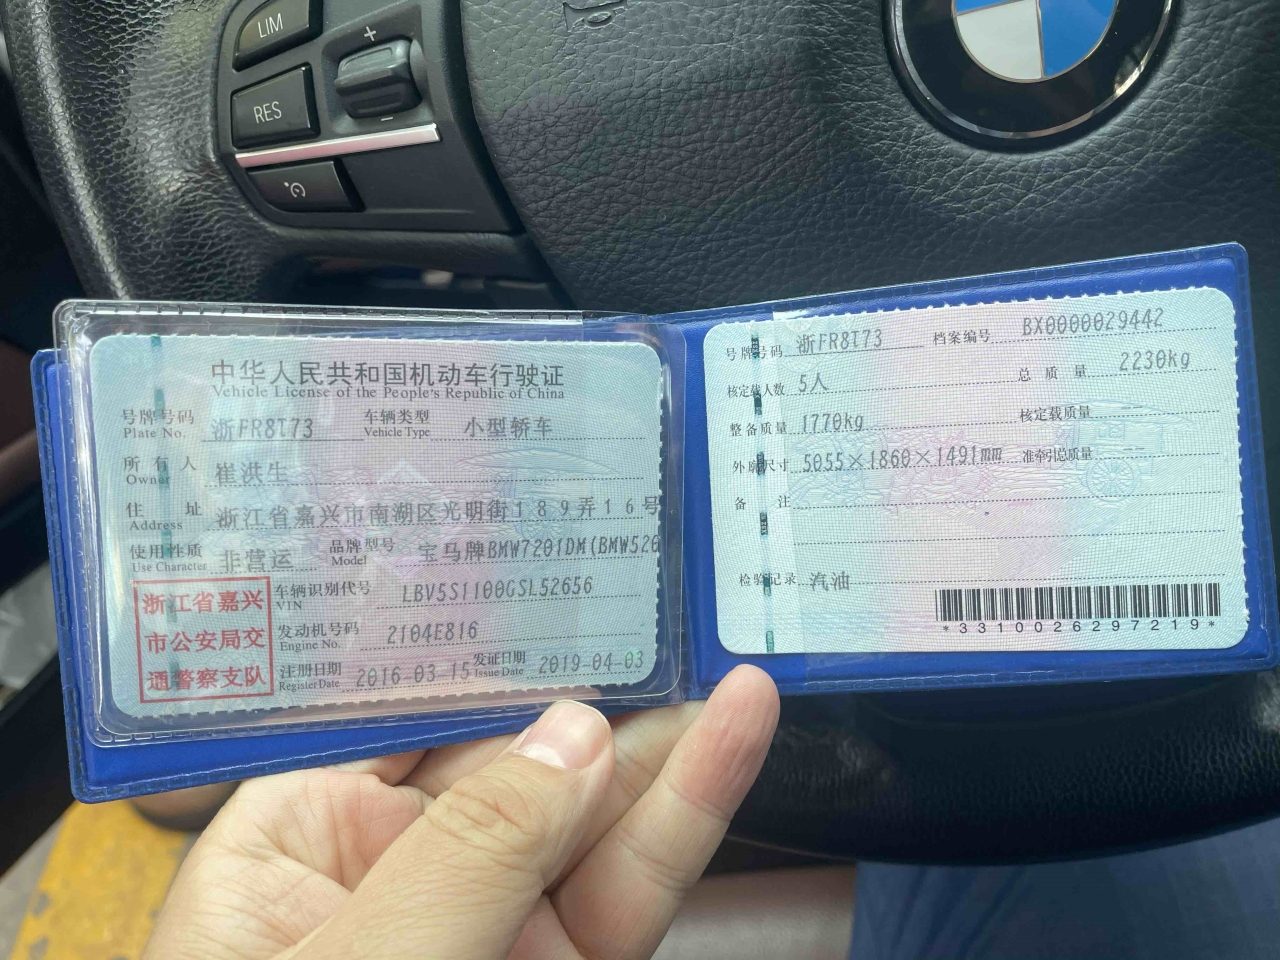 LIM
+
RES
−
中华人民共和国机动车行驶证
Vehicle License of the People's Republic of China
号牌号码 浙FR8T73 车辆类型 小型轿车
Plate No. Vehicle Type
所有人 崔洪生
Owner
住址 浙江省嘉兴市南湖区光明街189弄16号
Address
使用性质 非营运 品牌型号 宝马牌BMW7201DM(BMW520
Use Character Model
浙江省嘉兴
市公安局交
通警察支队
车辆识别代号 LBV5S1100GSL52656
VIN
发动机号码 2104E816
Engine No.
注册日期 2016-03-15 发证日期 2019-04-03
Register Date Issue Date
号牌号码 浙FR8T73 档案编号 BX0000029442
核定载人数 5人 总质量 2230kg
整备质量 1770kg 核定载质量
外廓尺寸 5055×1860×1491mm 准牵引总质量
备注
检验记录 汽油
*3310026297219*